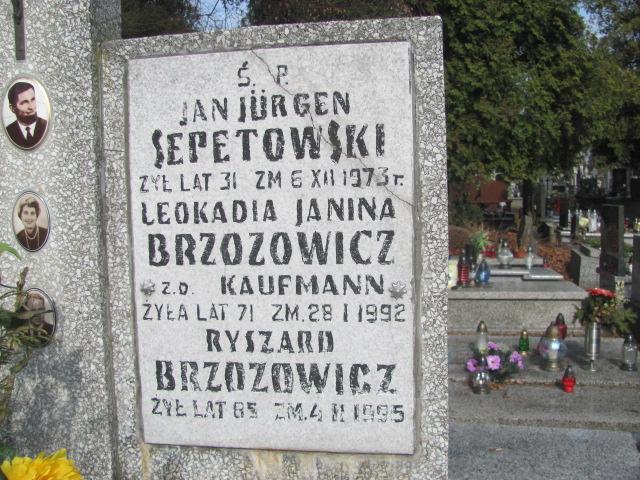 Ś. P.
JAN JÜRGEN
SEPETOWSKI
ŻYŁ LAT 31 ZM 6 XII 1973 r.
LEOKADIA JANINA
BRZOZOWICZ
z.D. KAUFMANN
ŻYŁA LAT 71 ZM. 28 I 1992
RYSZARD
BRZOZOWICZ
ŻYŁ LAT 85 ZM. 4 II 1995